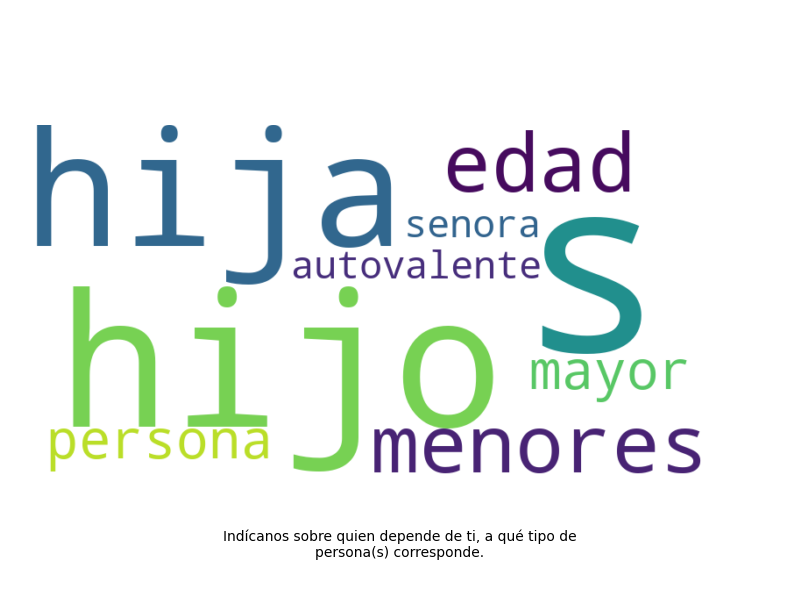 hija
edad
senora
s
autovalente
hijo
mayor
persona
menores
Indícanos sobre quien depende de ti, a qué tipo de
persona(s) corresponde.